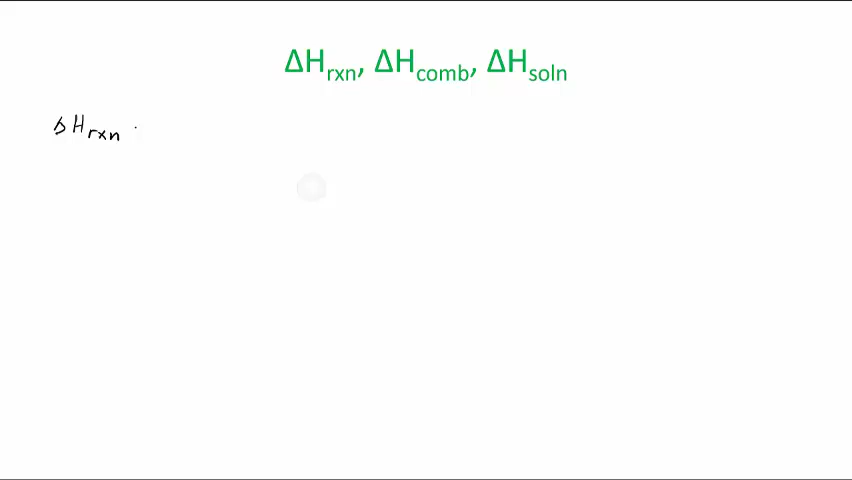 ΔHrxn, ΔHcomb, ΔHsoln
ΔHrxn